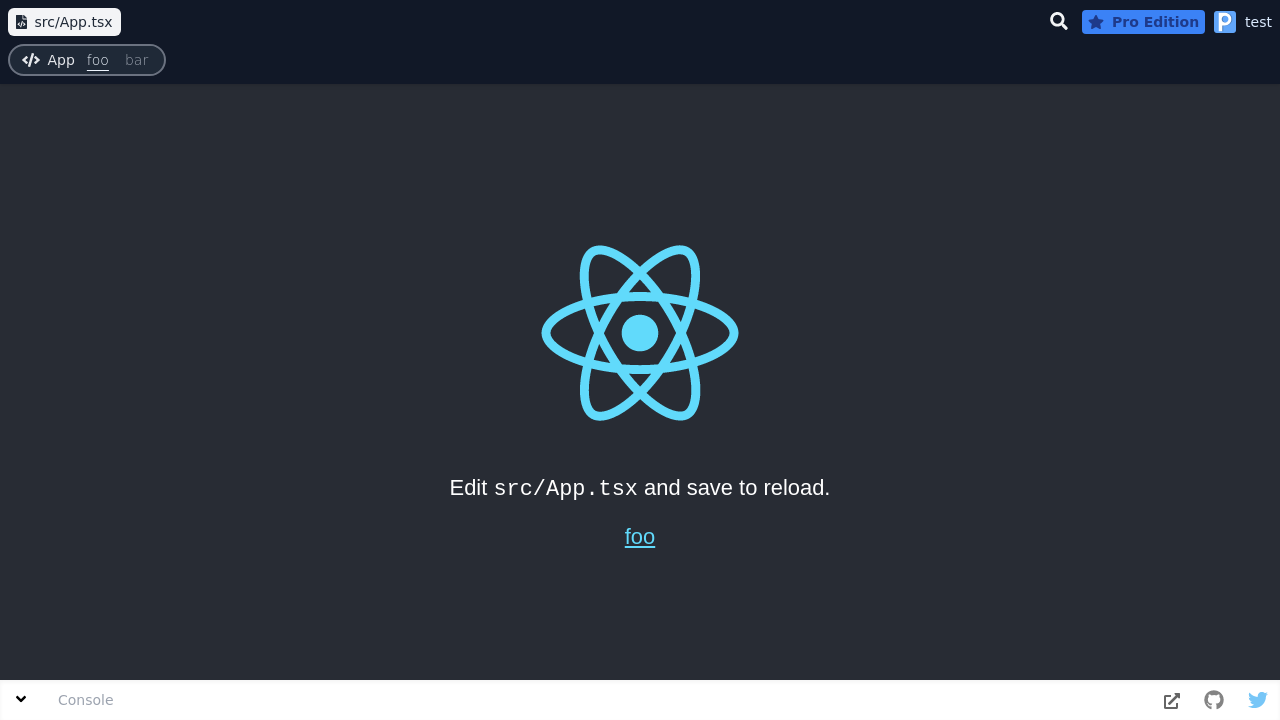 src/App.tsx
Pro Edition
test
App foo bar
Edit src/App.tsx and save to reload.
foo
Console